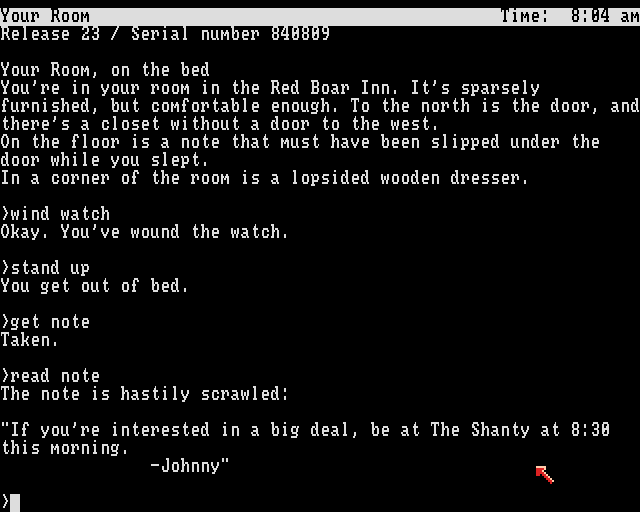 Your Room Time: 8:04 am
Release 23 / Serial number 840809
Your Room, on the bed
You're in your room in the Red Boar Inn. It's sparsely
furnished, but comfortable enough. To the north is the door, and
there's a closet without a door to the west.
On the floor is a note that must have been slipped under the
door while you slept.
In a corner of the room is a lopsided wooden dresser.
>wind watch
Okay. You've wound the watch.
>stand up
You get out of bed.
>get note
Taken.
>read note
The note is hastily scrawled:
"If you're interested in a big deal, be at The Shanty at 8:30
this morning.
-Johnny"
>